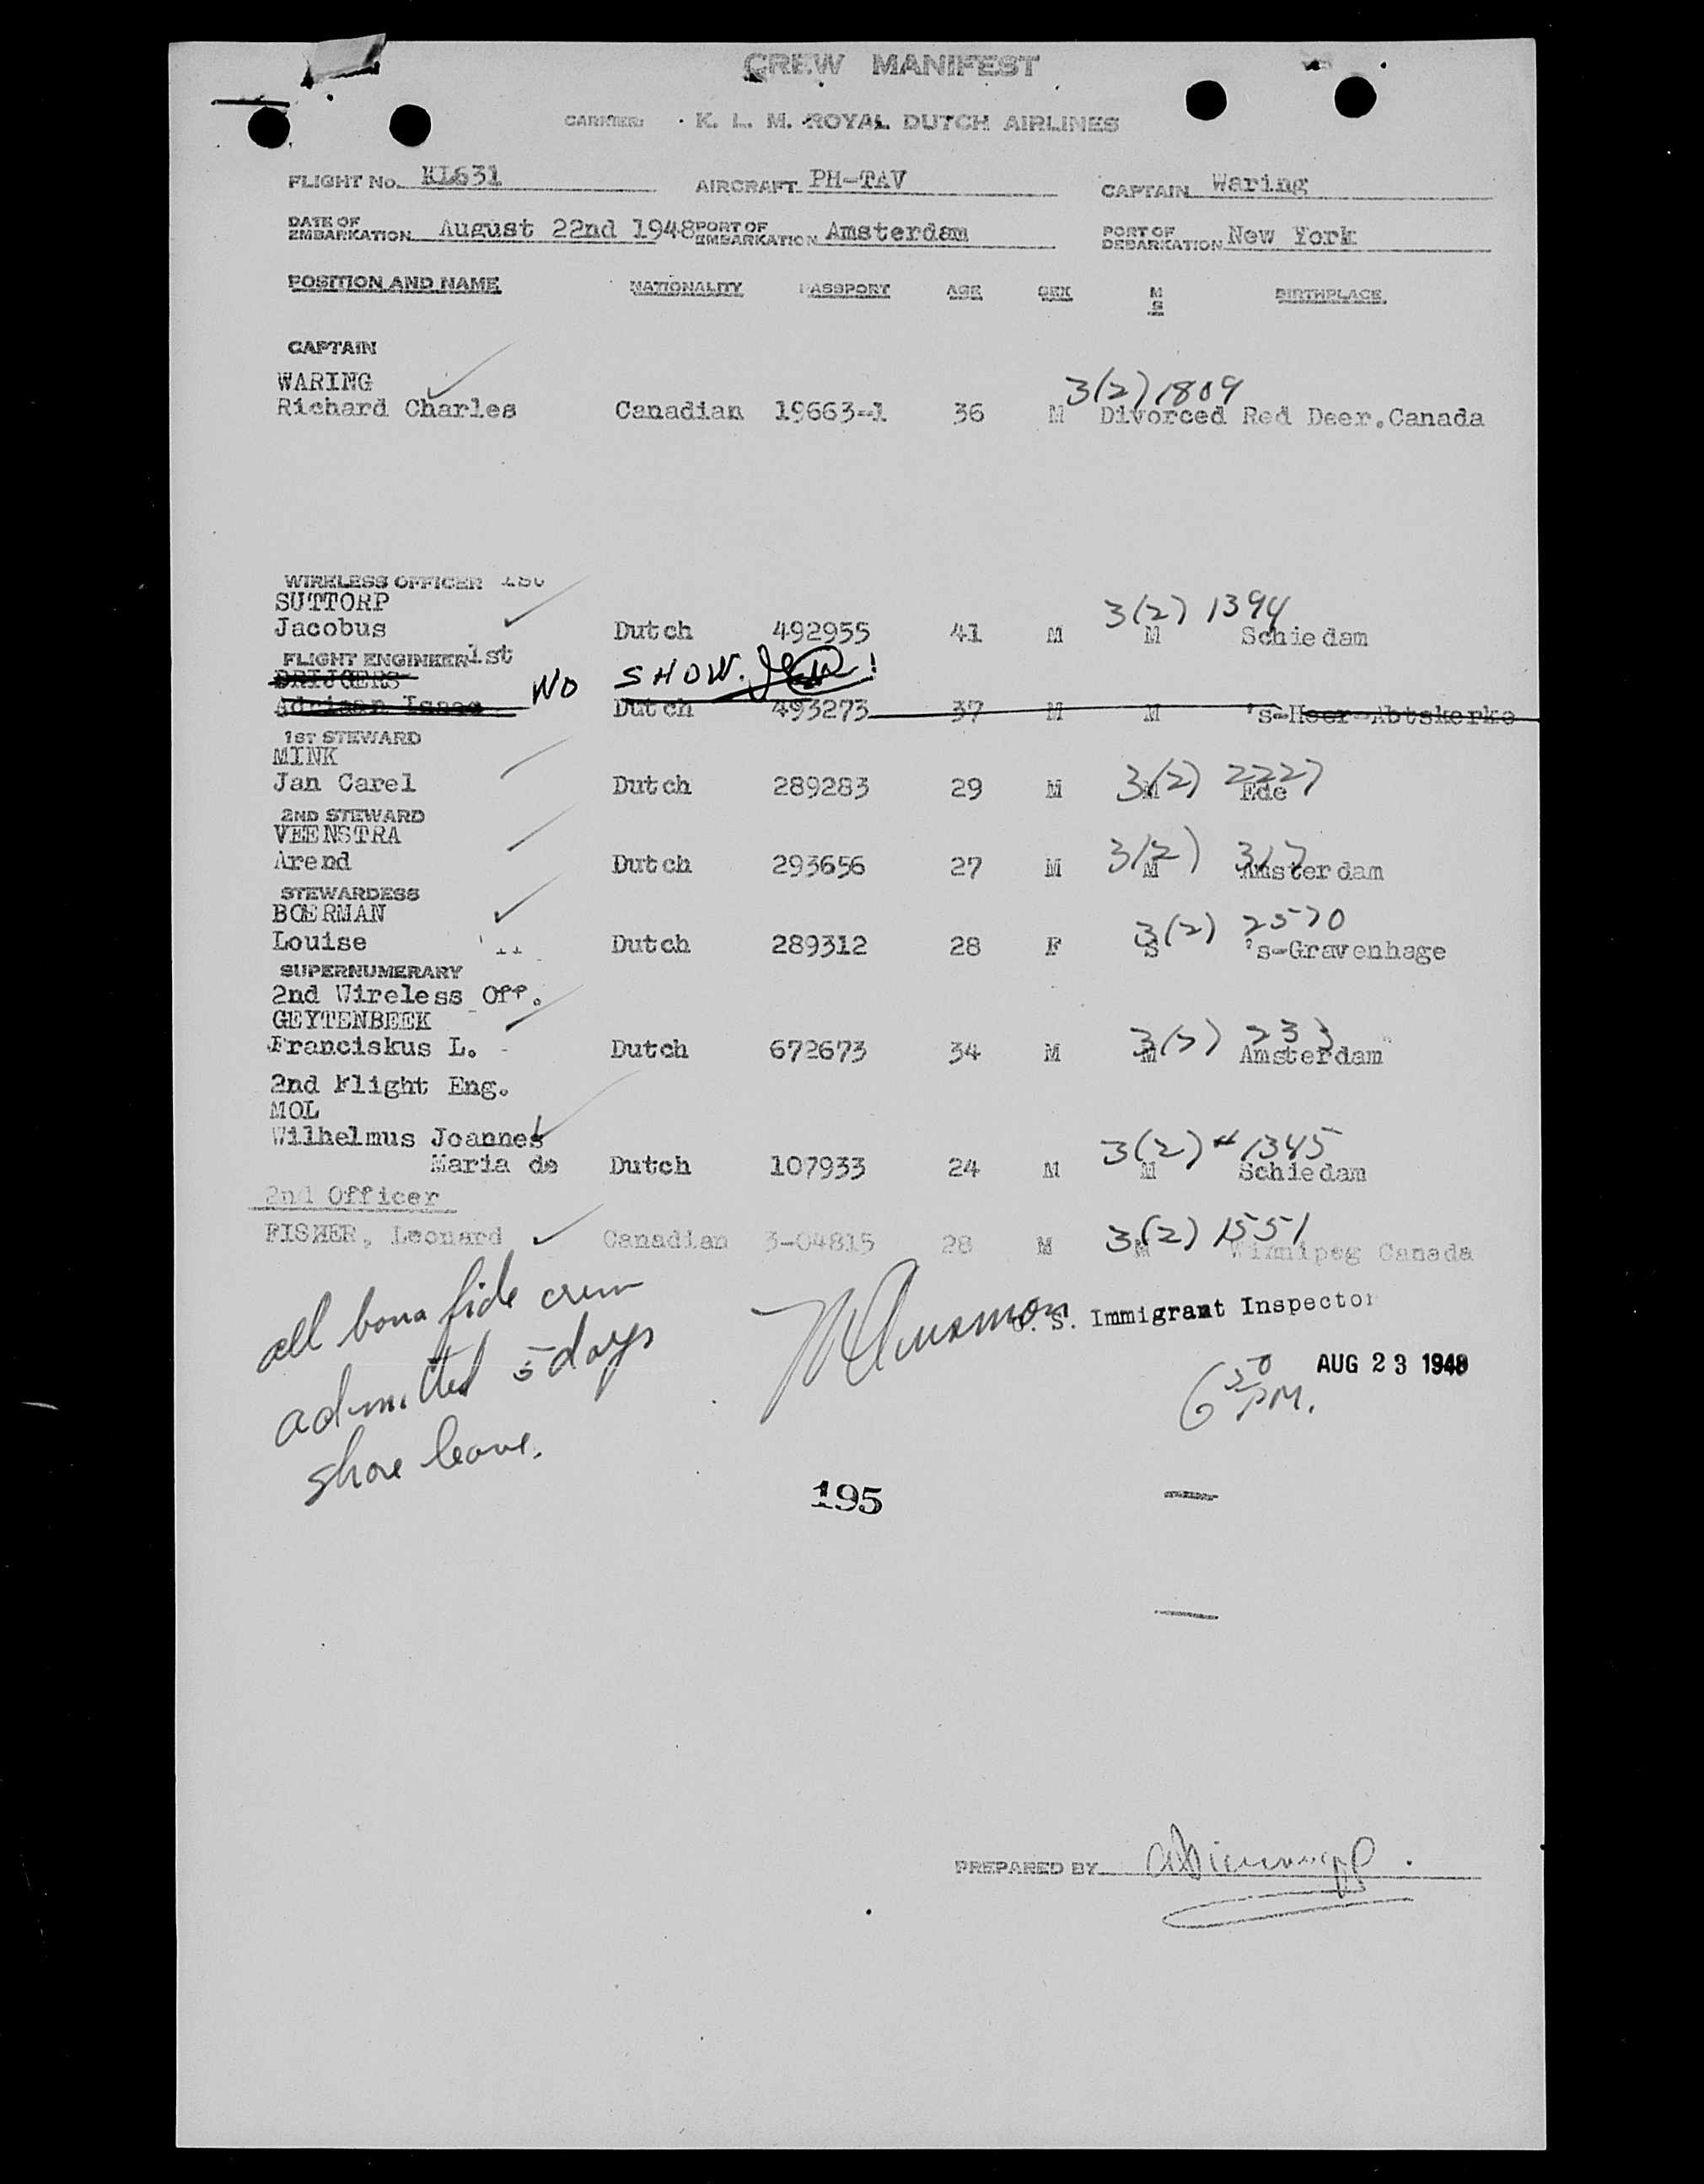 CREW MANIFEST
CARRIER: K. L. M. ROYAL DUTCH AIRLINES
FLIGHT No. KL631 AIRCRAFT PH-TAV CAPTAIN Waring
DATE OF EMBARKATION August 22nd 1948 PORT OF EMBARKATION Amsterdam PORT OF DEBARKATION New York
POSITION AND NAME NATIONALITY PASSPORT AGE SEX M S BIRTHPLACE
CAPTAIN
WARING 3(2) 1809
Richard Charles Canadian 19663-1 36 M Divorced Red Deer.Canada
WIRELESS OFFICER 1st
SUTTORP 3(2) 1394
Jacobus Dutch 492955 41 M M Schiedam
FLIGHT ENGINEER 1st
NO SHOW.
Adriaan Isaac Dutch 493273 37 M M 's-Heer-Abtskerke
1ST STEWARD
MINK
Jan Carel Dutch 289283 29 M M 3(2) 2227 Ede
2ND STEWARD
VEENSTRA
Arend Dutch 293656 27 M M 3(2) 317 Amsterdam
STEWARDESS
BOERMAN 3(2) 2570
Louise Dutch 289312 28 F S 's-Gravenhage
SUPERNUMERARY
2nd Wireless Off.
GEYTENBEEK
Franciskus L. Dutch 672673 34 M M 233 Amsterdam
2nd Flight Eng.
MOL
Wilhelmus Joannes 3(2) 1345
Maria de Dutch 107933 24 M M Schiedam
2nd Officer
FISHER, Leonard Canadian 3-04815 28 M M 3(2) 1551 Winnipeg Canada
all bona fide crew
admitted 5 days
shore leave.
U. S. Immigrant Inspector
AUG 23 1948
6 50 PM.
195
PREPARED BY